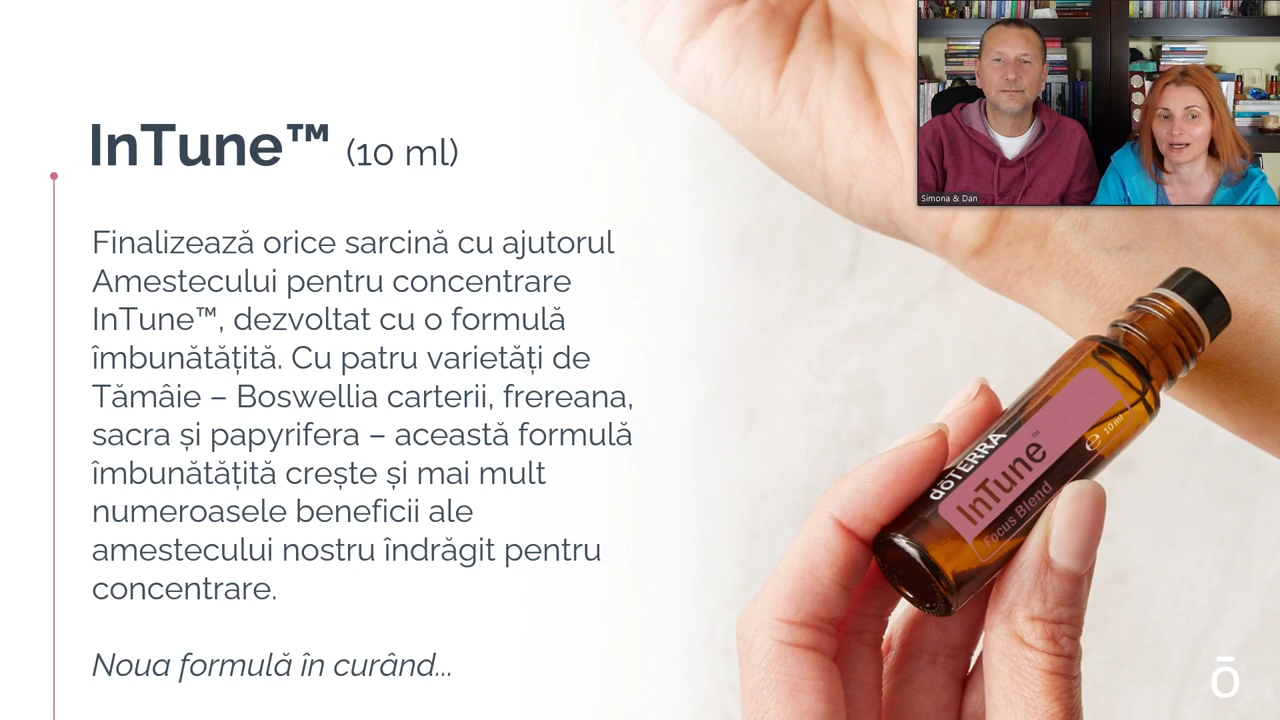 InTune™ (10 ml)
Finalizează orice sarcină cu ajutorul
Amestecului pentru concentrare
InTune™, dezvoltat cu o formulă
îmbunătățită. Cu patru varietăți de
Tămâie – Boswellia carterii, frereana,
sacra și papyrifera – această formulă
îmbunătățită crește și mai mult
numeroasele beneficii ale
amestecului nostru îndrăgit pentru
concentrare.
Noua formulă în curând...
Simona & Dan
dōTERRA
InTune™
Focus Blend
℮ 10 ml
ō